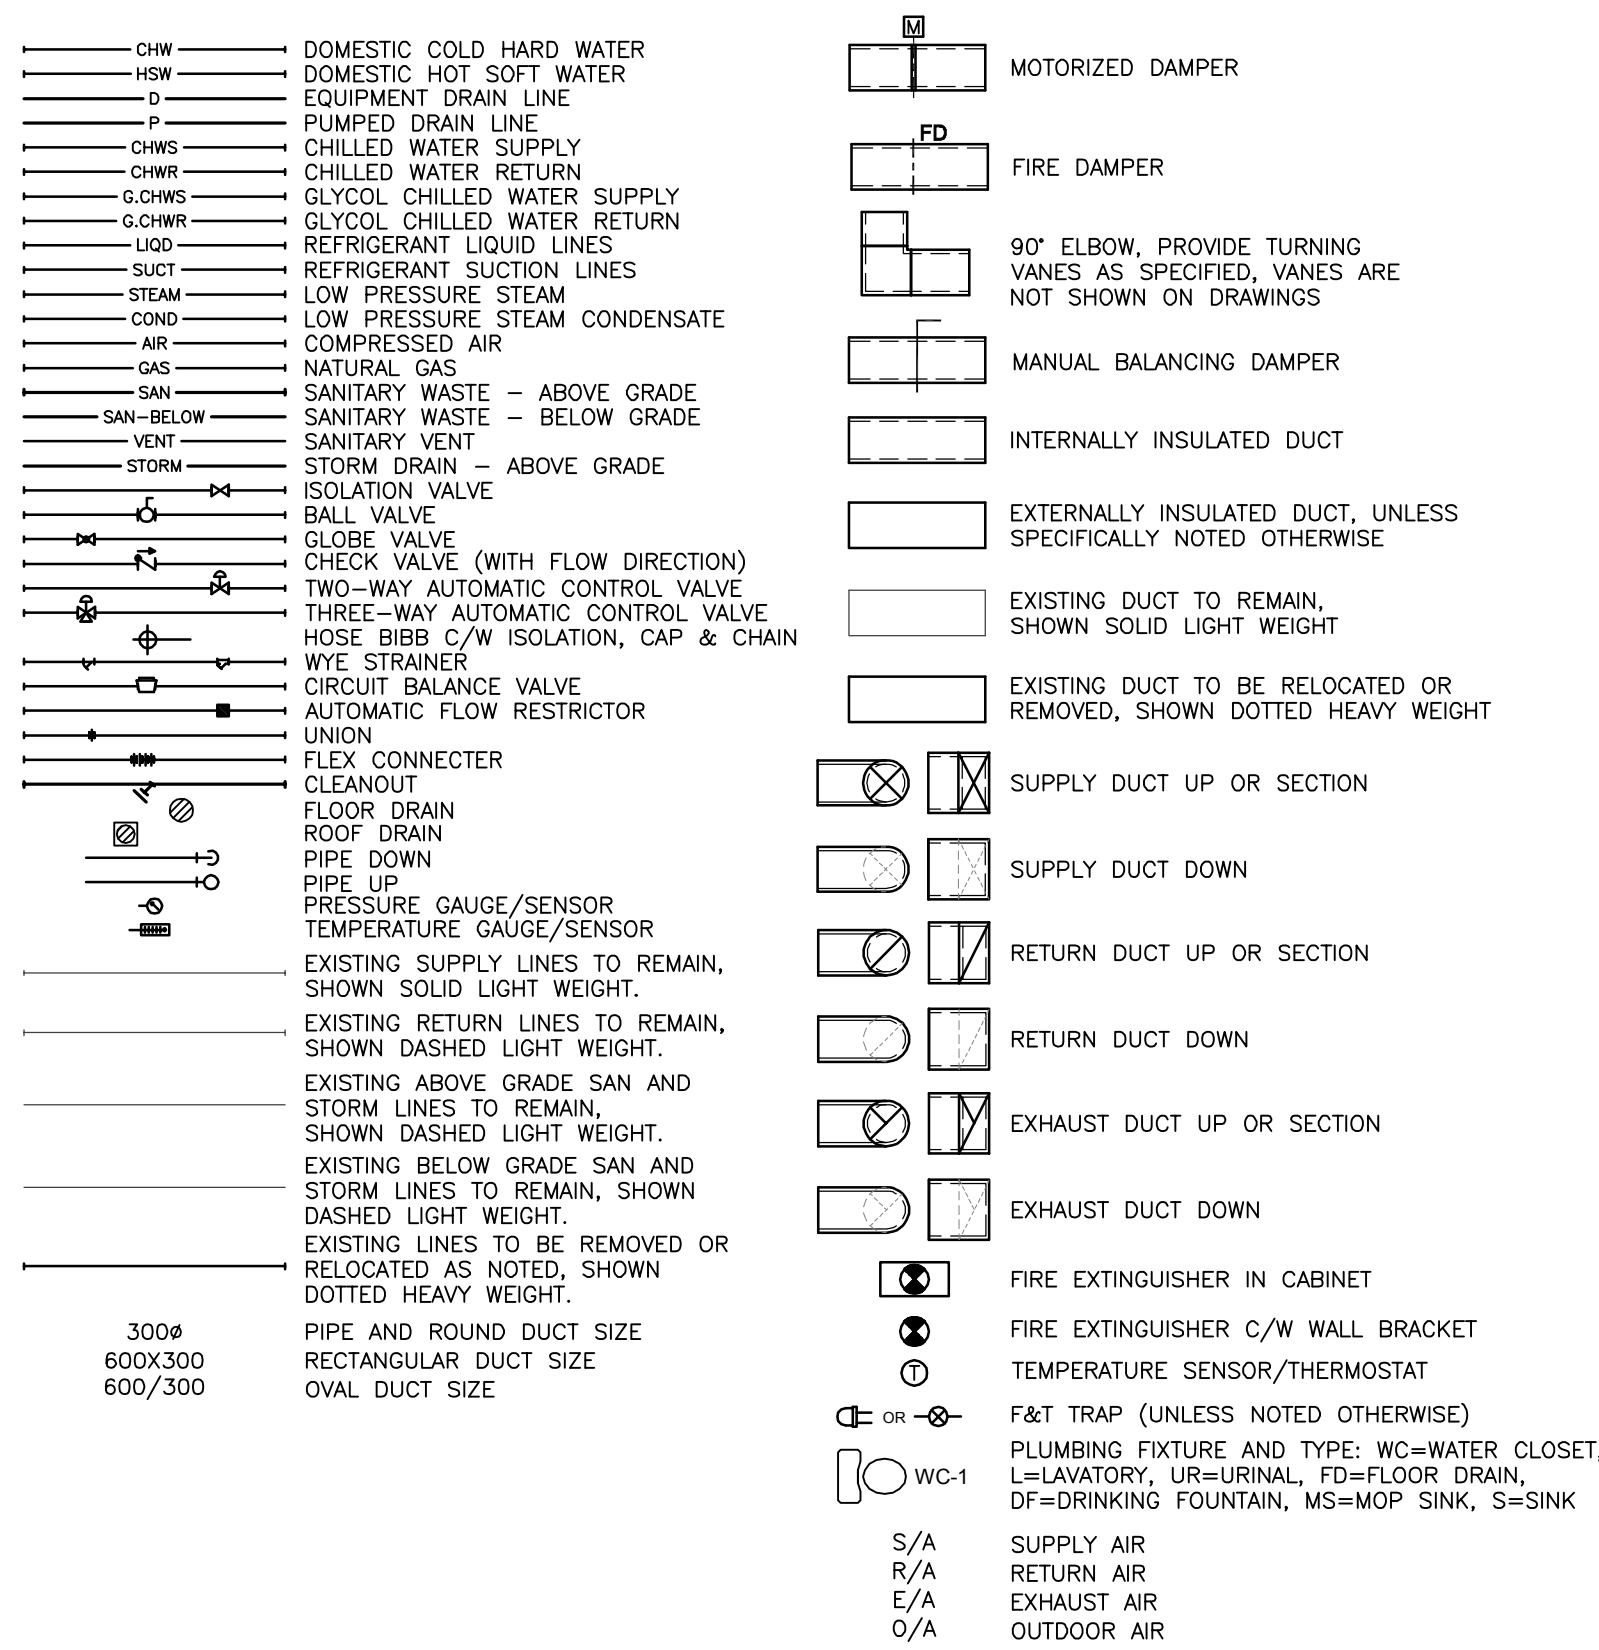 CHW DOMESTIC COLD HARD WATER
HSW DOMESTIC HOT SOFT WATER
D EQUIPMENT DRAIN LINE
P PUMPED DRAIN LINE
CHWS CHILLED WATER SUPPLY
CHWR CHILLED WATER RETURN
G.CHWS GLYCOL CHILLED WATER SUPPLY
G.CHWR GLYCOL CHILLED WATER RETURN
LIQD REFRIGERANT LIQUID LINES
SUCT REFRIGERANT SUCTION LINES
STEAM LOW PRESSURE STEAM
COND LOW PRESSURE STEAM CONDENSATE
AIR COMPRESSED AIR
GAS NATURAL GAS
SAN SANITARY WASTE – ABOVE GRADE
SAN–BELOW SANITARY WASTE – BELOW GRADE
VENT SANITARY VENT
STORM STORM DRAIN – ABOVE GRADE
ISOLATION VALVE
BALL VALVE
GLOBE VALVE
CHECK VALVE (WITH FLOW DIRECTION)
TWO–WAY AUTOMATIC CONTROL VALVE
THREE–WAY AUTOMATIC CONTROL VALVE
HOSE BIBB C/W ISOLATION, CAP & CHAIN
WYE STRAINER
CIRCUIT BALANCE VALVE
AUTOMATIC FLOW RESTRICTOR
UNION
FLEX CONNECTER
CLEANOUT
FLOOR DRAIN
ROOF DRAIN
PIPE DOWN
PIPE UP
PRESSURE GAUGE/SENSOR
TEMPERATURE GAUGE/SENSOR
EXISTING SUPPLY LINES TO REMAIN,
SHOWN SOLID LIGHT WEIGHT.
EXISTING RETURN LINES TO REMAIN,
SHOWN DASHED LIGHT WEIGHT.
EXISTING ABOVE GRADE SAN AND
STORM LINES TO REMAIN,
SHOWN DASHED LIGHT WEIGHT.
EXISTING BELOW GRADE SAN AND
STORM LINES TO REMAIN, SHOWN
DASHED LIGHT WEIGHT.
EXISTING LINES TO BE REMOVED OR
RELOCATED AS NOTED, SHOWN
DOTTED HEAVY WEIGHT.
300ø PIPE AND ROUND DUCT SIZE
600X300 RECTANGULAR DUCT SIZE
600/300 OVAL DUCT SIZE
M
MOTORIZED DAMPER
FD
FIRE DAMPER
90° ELBOW, PROVIDE TURNING
VANES AS SPECIFIED, VANES ARE
NOT SHOWN ON DRAWINGS
MANUAL BALANCING DAMPER
INTERNALLY INSULATED DUCT
EXTERNALLY INSULATED DUCT, UNLESS
SPECIFICALLY NOTED OTHERWISE
EXISTING DUCT TO REMAIN,
SHOWN SOLID LIGHT WEIGHT
EXISTING DUCT TO BE RELOCATED OR
REMOVED, SHOWN DOTTED HEAVY WEIGHT
SUPPLY DUCT UP OR SECTION
SUPPLY DUCT DOWN
RETURN DUCT UP OR SECTION
RETURN DUCT DOWN
EXHAUST DUCT UP OR SECTION
EXHAUST DUCT DOWN
FIRE EXTINGUISHER IN CABINET
FIRE EXTINGUISHER C/W WALL BRACKET
T TEMPERATURE SENSOR/THERMOSTAT
OR F&T TRAP (UNLESS NOTED OTHERWISE)
PLUMBING FIXTURE AND TYPE: WC=WATER CLOSET,
WC-1 L=LAVATORY, UR=URINAL, FD=FLOOR DRAIN,
DF=DRINKING FOUNTAIN, MS=MOP SINK, S=SINK
S/A SUPPLY AIR
R/A RETURN AIR
E/A EXHAUST AIR
O/A OUTDOOR AIR